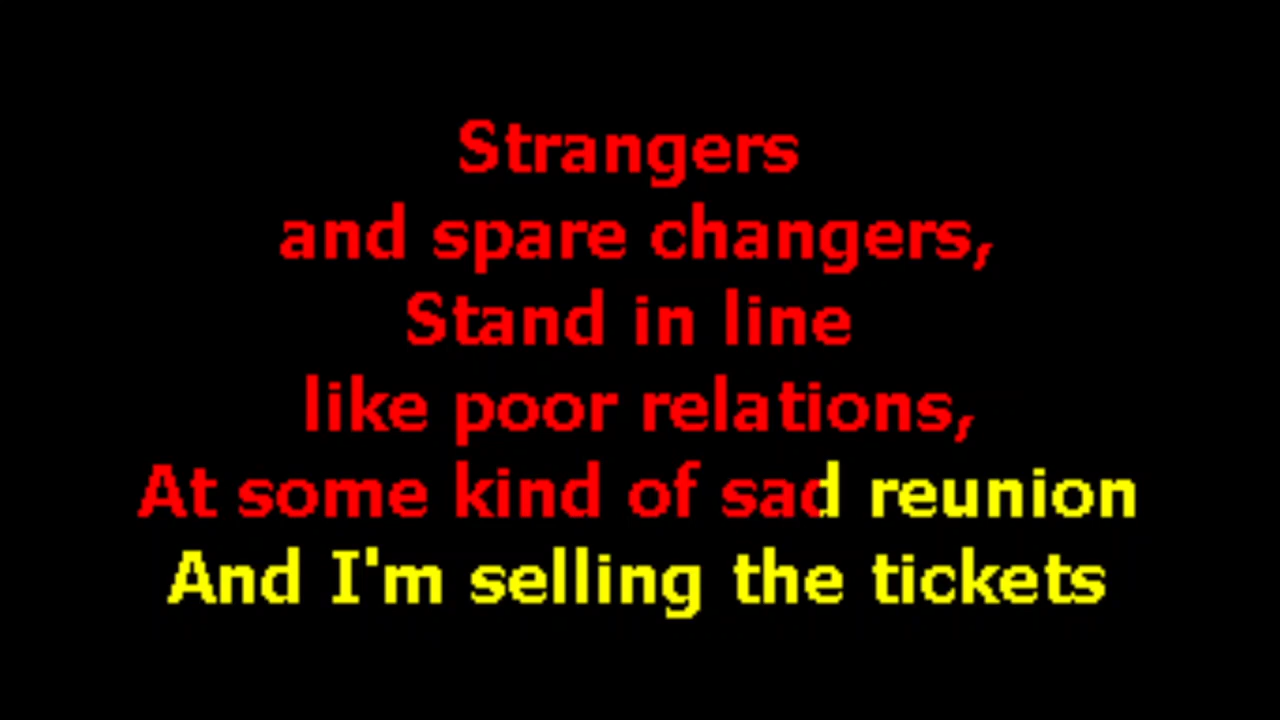 Strangers
and spare changers,
Stand in line
like poor relations,
At some kind of sad reunion
And I'm selling the tickets